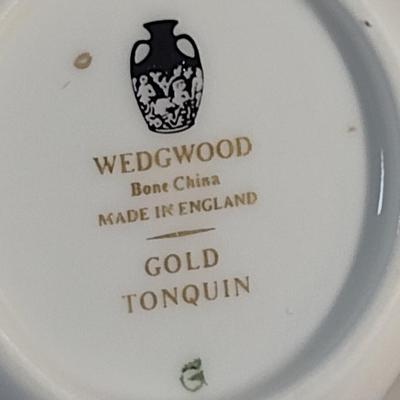 WEDGWOOD
Bone China
MADE IN ENGLAND
GOLD
TONQUIN